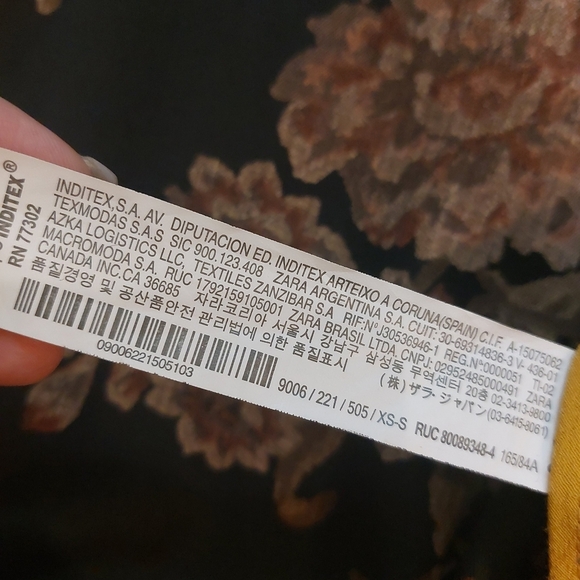 INDITEX®
RN 77302
INDITEX S.A. AV. DIPUTACION ED. INDITEX ARTEIXO A CORUNA(SPAIN) C.I.F. A-15075062
TEXMODAS S.A.S SIC 900.123.408 ZARA ARGENTINA S.A. CUIT: 30-69314836-3 V- 436-01
AZKA LOGISTICS LLC, TEXTILES ZANZIBAR S.A RIF:Nº J30536946-1 REG.Nº0000051 TI-02
MACROMODA S.A. RUC 1792159105001 ZARA BRASIL LTDA, CNPJ: 02952485000491 ZARA
CANADA INC.CA 36685 자라코리아 서울시 강남구 삼성동 무역센터 20층 02-3413-9800
품질경영 및 공산품안전 관리법에 의한 품질표시 (株) ザラ・ジャパン(03-6415-8061)
09006221505103
9006 / 221 / 505 / XS-S RUC 80089348-4 165/84A